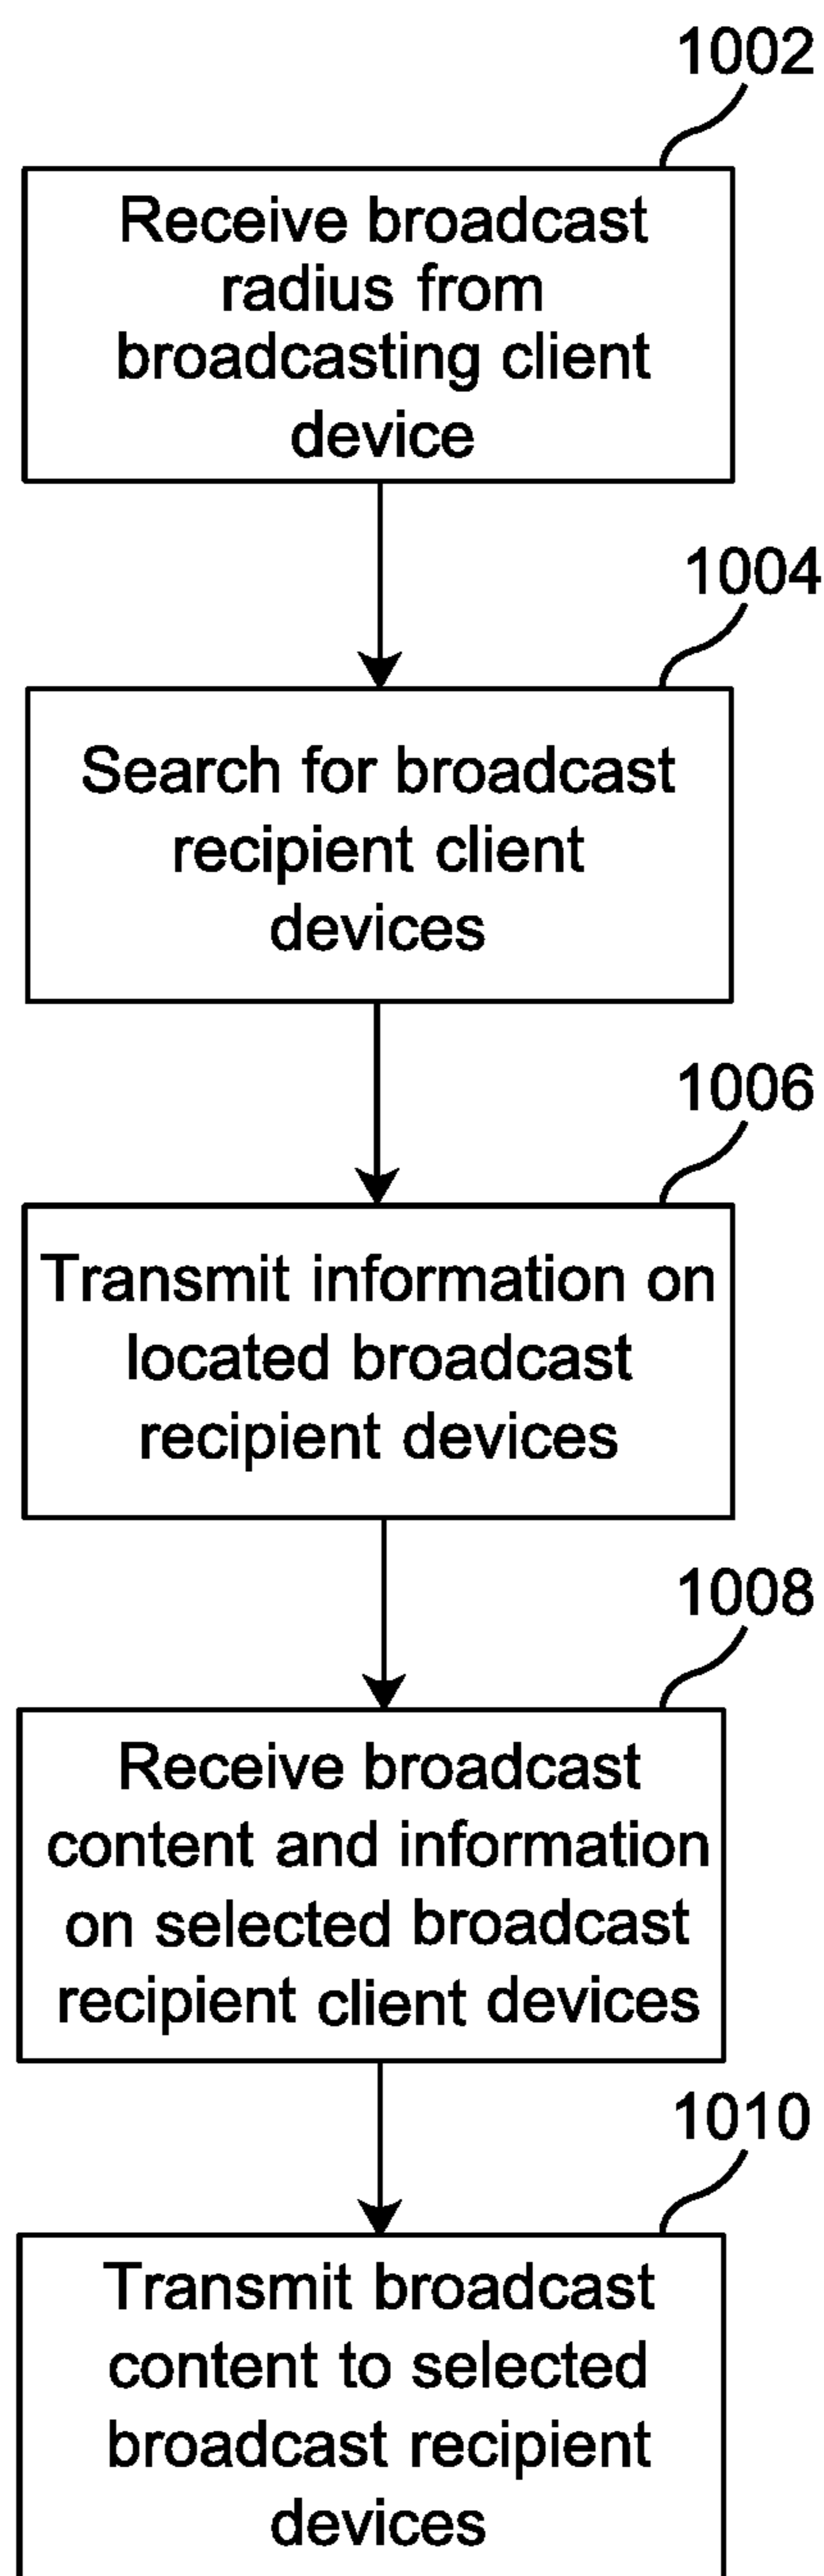 1002
Receive broadcast
radius from
broadcasting client
device
1004
Search for broadcast
recipient client
devices
1006
Transmit information on
located broadcast
recipient devices
1008
Receive broadcast
content and information
on selected broadcast
recipient client devices
1010
Transmit broadcast
content to selected
broadcast recipient
devices